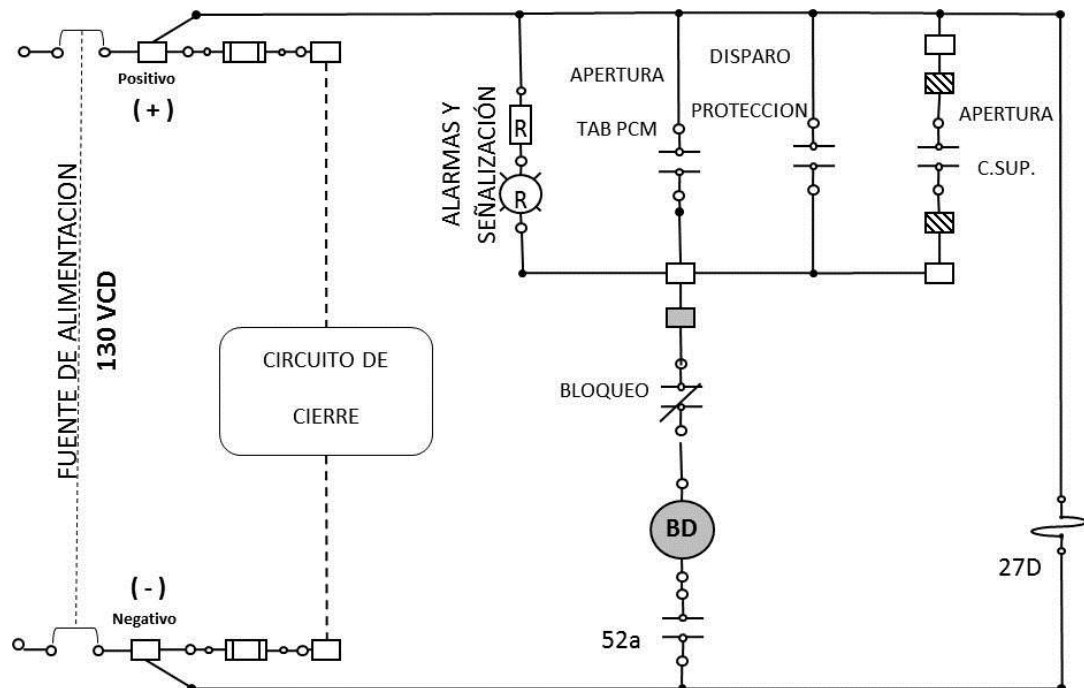 Positivo
( + )
FUENTE DE ALIMENTACION
130 VCD
CIRCUITO DE
CIERRE
( - )
Negativo
ALARMAS Y
SEÑALIZACIÓN
R
R
APERTURA
TAB PCM
DISPARO
PROTECCION
APERTURA
C.SUP.
BLOQUEO
BD
52a
27D